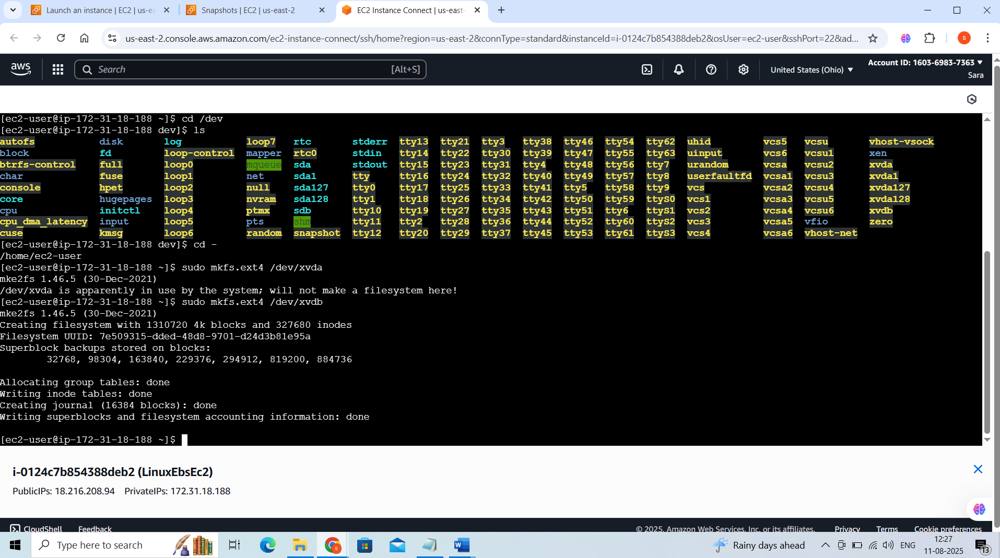 Launch an instance | EC2 | us-ea
Snapshots | EC2 | us-east-2
EC2 Instance Connect | us-east-
us-east-2.console.aws.amazon.com/ec2-instance-connect/ssh/home?region=us-east-2&connType=standard&instanceId=i-0124c7b854388deb2&osUser=ec2-user&sshPort=22&ad...
S
aws
Search [Alt+S]
United States (Ohio)
Account ID: 1603-6983-7363
Sara
[ec2-user@ip-172-31-18-188 ~]$ cd /dev
[ec2-user@ip-172-31-18-188 dev]$ ls
autofs disk log loop7 rtc stderr tty13 tty21 tty3 tty38 tty46 tty54 tty62 uhid vcs5 vcsu vhost-vsock
block fd loop-control mapper rtc0 stdin tty14 tty22 tty30 tty39 tty47 tty55 tty63 uinput vcs6 vcsu1 xen
btrfs-control full loop0 mqueue sda stdout tty15 tty23 tty31 tty4 tty48 tty56 tty7 urandom vcsa vcsu2 xvda
char fuse loop1 net sda1 tty tty16 tty24 tty32 tty40 tty49 tty57 tty8 userfaultfd vcsa1 vcsu3 xvda1
console hpet loop2 null sda127 tty0 tty17 tty25 tty33 tty41 tty5 tty58 tty9 vcs vcsa2 vcsu4 xvda127
core hugepages loop3 nvram sda128 tty1 tty18 tty26 tty34 tty42 tty50 tty59 ttyS0 vcs1 vcsa3 vcsu5 xvda128
cpu initctl loop4 ptmx sdb tty10 tty19 tty27 tty35 tty43 tty51 tty6 ttyS1 vcs2 vcsa4 vcsu6 xvdb
cpu_dma_latency input loop5 pts shm tty11 tty2 tty28 tty36 tty44 tty52 tty60 ttyS2 vcs3 vcsa5 vfio zero
cuse kmsg loop6 random snapshot tty12 tty20 tty29 tty37 tty45 tty53 tty61 ttyS3 vcs4 vcsa6 vhost-net
[ec2-user@ip-172-31-18-188 dev]$ cd -
/home/ec2-user
[ec2-user@ip-172-31-18-188 ~]$ sudo mkfs.ext4 /dev/xvda
mke2fs 1.46.5 (30-Dec-2021)
/dev/xvda is apparently in use by the system; will not make a filesystem here!
[ec2-user@ip-172-31-18-188 ~]$ sudo mkfs.ext4 /dev/xvdb
mke2fs 1.46.5 (30-Dec-2021)
Creating filesystem with 1310720 4k blocks and 327680 inodes
Filesystem UUID: 7e509315-dded-48d8-9701-d24d3b81e95a
Superblock backups stored on blocks:
32768, 98304, 163840, 229376, 294912, 819200, 884736
Allocating group tables: done
Writing inode tables: done
Creating journal (16384 blocks): done
Writing superblocks and filesystem accounting information: done
[ec2-user@ip-172-31-18-188 ~]$
i-0124c7b854388deb2 (LinuxEbsEc2)
PublicIPs: 18.216.208.94 PrivateIPs: 172.31.18.188
CloudShell Feedback © 2025, Amazon Web Services, Inc. or its affiliates. Privacy Terms Cookie preferences
Type here to search
Rainy days ahead
ENG
12:27
11-08-2025
13